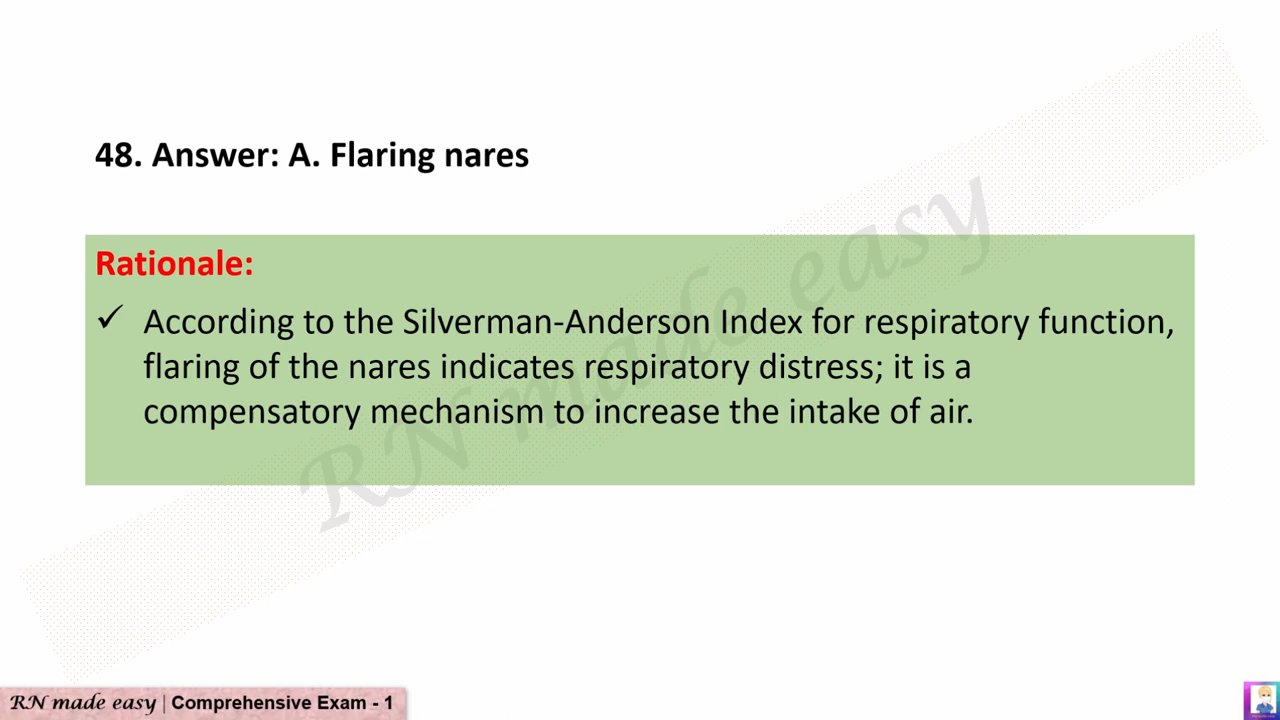 48. Answer: A. Flaring nares
Rationale:
✓ According to the Silverman-Anderson Index for respiratory function,
flaring of the nares indicates respiratory distress; it is a
compensatory mechanism to increase the intake of air.
RN made easy
RN made easy | Comprehensive Exam - 1